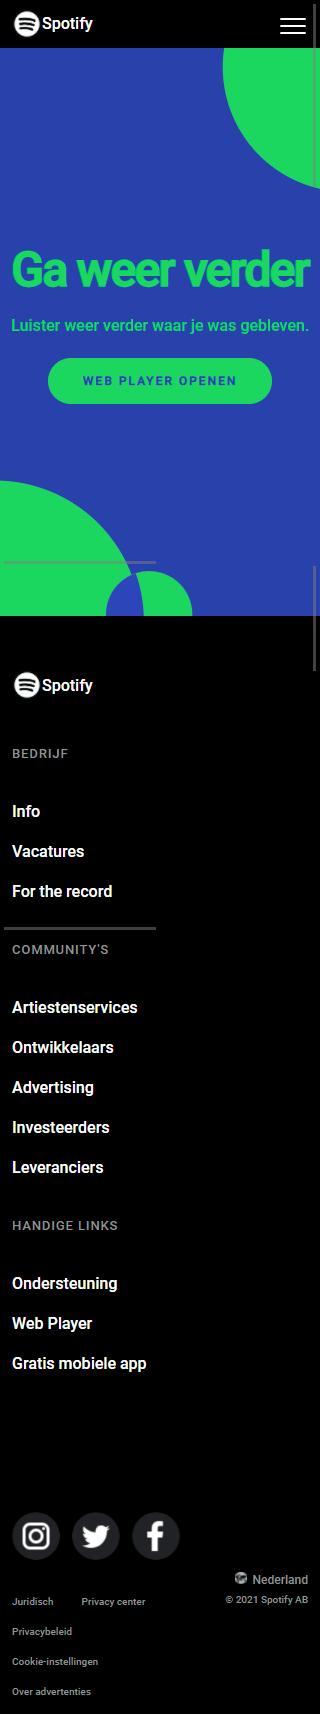 Spotify
Ga weer verder
Luister weer verder waar je was gebleven.
WEB PLAYER OPENEN
Spotify
BEDRIJF
Info
Vacatures
For the record
COMMUNITY'S
Artiestenservices
Ontwikkelaars
Advertising
Investeerders
Leveranciers
HANDIGE LINKS
Ondersteuning
Web Player
Gratis mobiele app
Nederland
Juridisch Privacy center © 2021 Spotify AB
Privacybeleid
Cookie-instellingen
Over advertenties